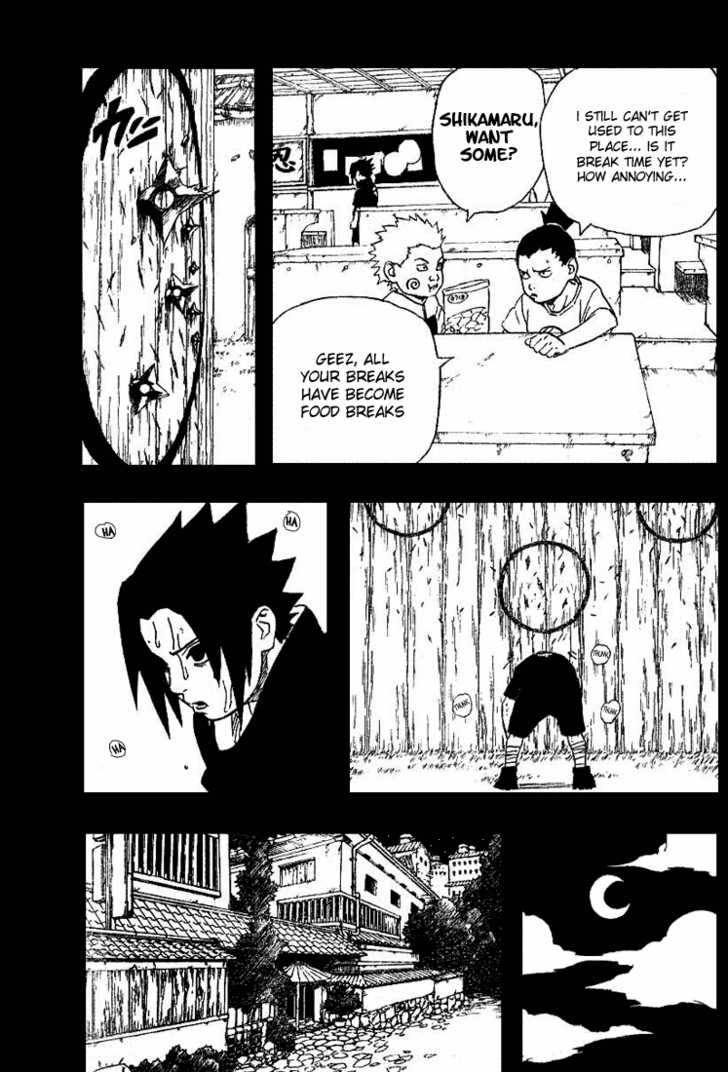 I STILL CAN'T GET
USED TO THIS
PLACE... IS IT
BREAK TIME YET?
HOW ANNOYING...
SHIKAMARU,
WANT
SOME?
忍
GEEZ, ALL
YOUR BREAKS
HAVE BECOME
FOOD BREAKS
THUNK
THUNK
THUNK
HA
HA
HA